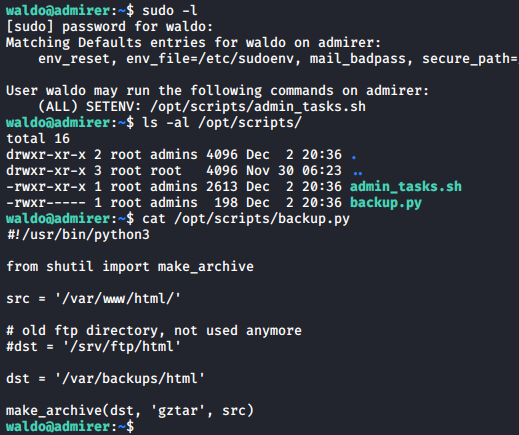 waldo@admirer:~$ sudo -l
[sudo] password for waldo:
Matching Defaults entries for waldo on admirer:
    env_reset, env_file=/etc/sudoenv, mail_badpass, secure_path=

User waldo may run the following commands on admirer:
    (ALL) SETENV: /opt/scripts/admin_tasks.sh
waldo@admirer:~$ ls -al /opt/scripts/
total 16
drwxr-xr-x 2 root admins 4096 Dec  2 20:36 .
drwxr-xr-x 3 root root   4096 Nov 30 06:23 ..
-rwxr-xr-x 1 root admins 2613 Dec  2 20:36 admin_tasks.sh
-rwxr----- 1 root admins  198 Dec  2 20:36 backup.py
waldo@admirer:~$ cat /opt/scripts/backup.py
#!/usr/bin/python3

from shutil import make_archive

src = '/var/www/html/'

# old ftp directory, not used anymore
#dst = '/srv/ftp/html'

dst = '/var/backups/html'

make_archive(dst, 'gztar', src)
waldo@admirer:~$